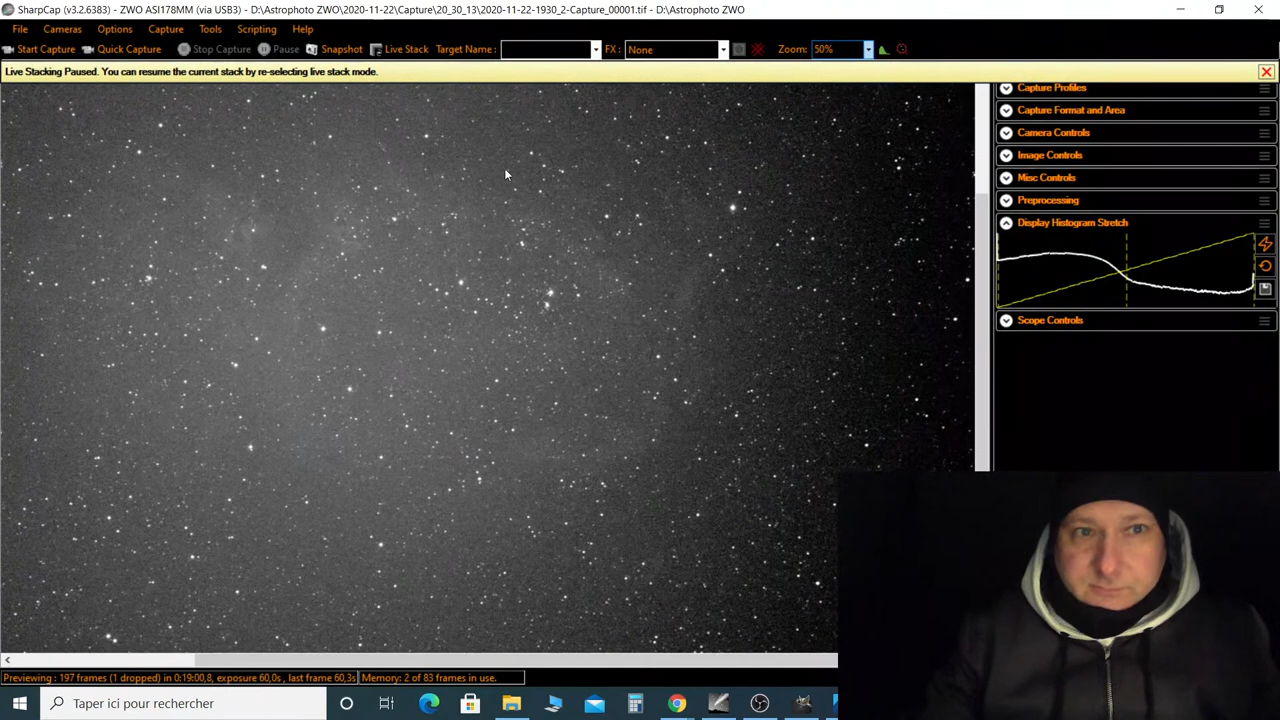 SharpCap (v3.2.6383) - ZWO ASI178MM (via USB3) - D:\Astrophoto ZWO\2020-11-22\Capture\20_30_13\2020-11-22-1930_2-Capture_00001.tif - D:\Astrophoto ZWO
File Cameras Options Capture Tools Scripting Help
Start Capture Quick Capture Stop Capture Pause Snapshot Live Stack Target Name : FX : None Zoom: 50%
Live Stacking Paused. You can resume the current stack by re-selecting live stack mode.
Capture Profiles
Capture Format and Area
Camera Controls
Image Controls
Misc Controls
Preprocessing
Display Histogram Stretch
Scope Controls
Previewing : 197 frames (1 dropped) in 0:19:00,8, exposure 60,0s , last frame 60,3s Memory: 2 of 83 frames in use.
Taper ici pour rechercher